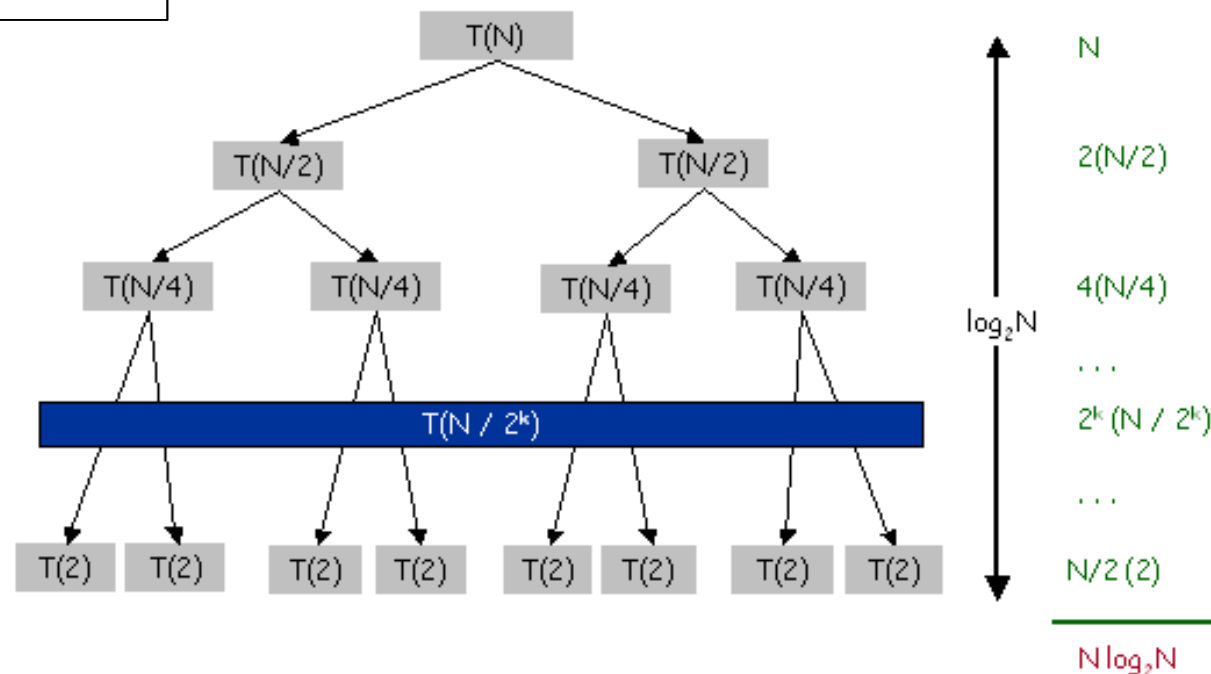 T(N) N
T(N/2) T(N/2) 2(N/2)
T(N/4) T(N/4) T(N/4) T(N/4) 4(N/4)
log₂N
. . .
T(N / 2ᵏ) 2ᵏ (N / 2ᵏ)
. . .
T(2) T(2) T(2) T(2) T(2) T(2) T(2) T(2) N/2 (2)
N log₂N